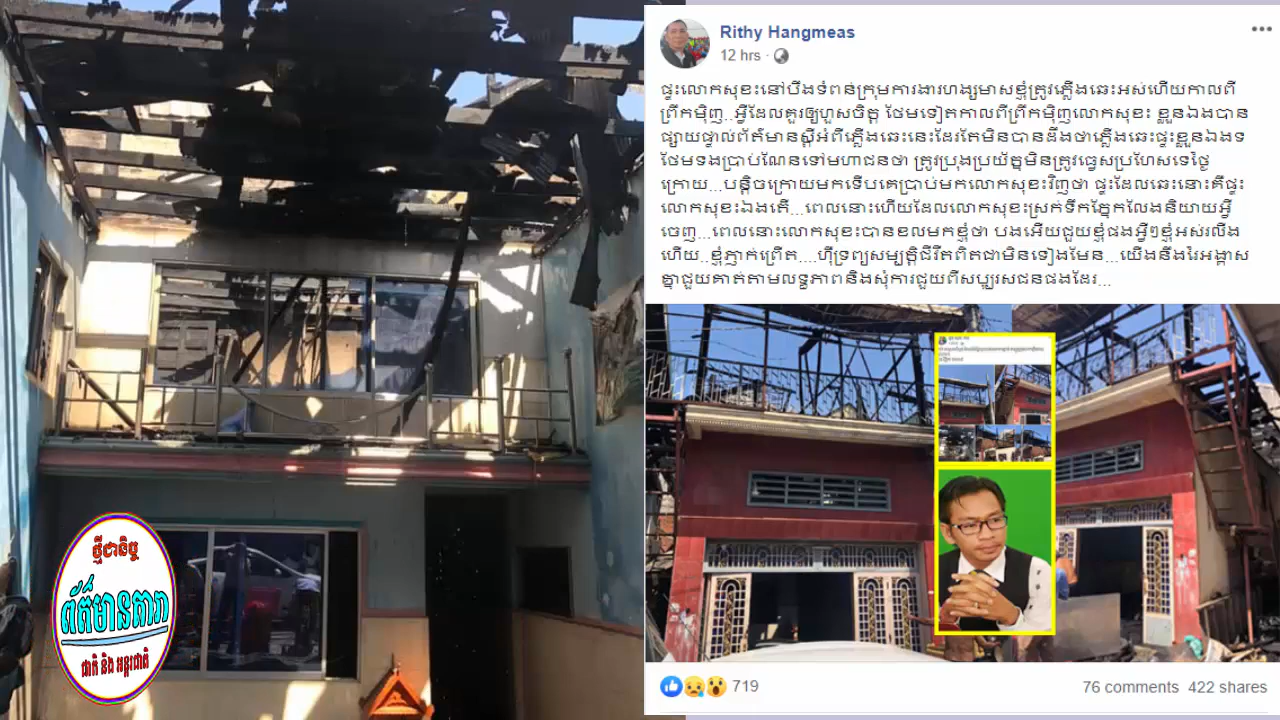 Rithy Hangmeas
12 hrs ·
ផ្ទះលោកសុខះនៅបឹងទំពន់ក្រុមការងារហង្សមាសខ្ញុំត្រូវភ្លើងឆេះអស់ហើយកាលពី
ព្រឹកម៉ិញ..អ្វីដែលគួរឲ្យហួសចិត្ត ថែមទៀតកាលពីព្រឹកម៉ិញលោកសុខះ ខ្លួនឯងបាន
ផ្សាយផ្ទាល់ព័ត៌មានស្តីអំពីភ្លើងឆេះនេះដែរតែមិនបានដឹងថាភ្លើងឆេះផ្ទះខ្លួនឯងទ
ថែមទងប្រាប់ណែនទៅមហាជនថា ត្រូវប្រុងប្រយ័ត្នមិនត្រូវធ្វេសប្រហែសទេថ្ងៃ
ក្រោយ...បន្តិចក្រោយមកទើបគេប្រាប់មកលោកសុខះវិញថា ផ្ទះដែលឆេះនោះគឺផ្ទះ
លោកសុខះឯងតើ...ពេលនោះហើយដែលលោកសុខះស្រក់ទឹកភ្នែកលែងនិយាយអ្វី
ចេញ...ពេលនោះលោកសុខះបានខលមកខ្ញុំថា បងអើយជួយខ្ញុំផងអ្វីៗខ្ញុំអស់រលីង
ហើយ..ខ្ញុំភ្ញាក់ព្រើត....ហ៊ីទ្រព្យសម្បត្តិជីវិតពិតជាមិនទៀងមែន...យើងនឹងរៃអង្គាស
គ្នាជួយគាត់តាមលទ្ធភាពនឹងសុំការជួយពីសប្បុរសជនផងដែរ...
719
76 comments 422 shares
ថ្មីជានិច្ច
ព័ត៌មានតារា
ជាតិ និង អន្តរជាតិ